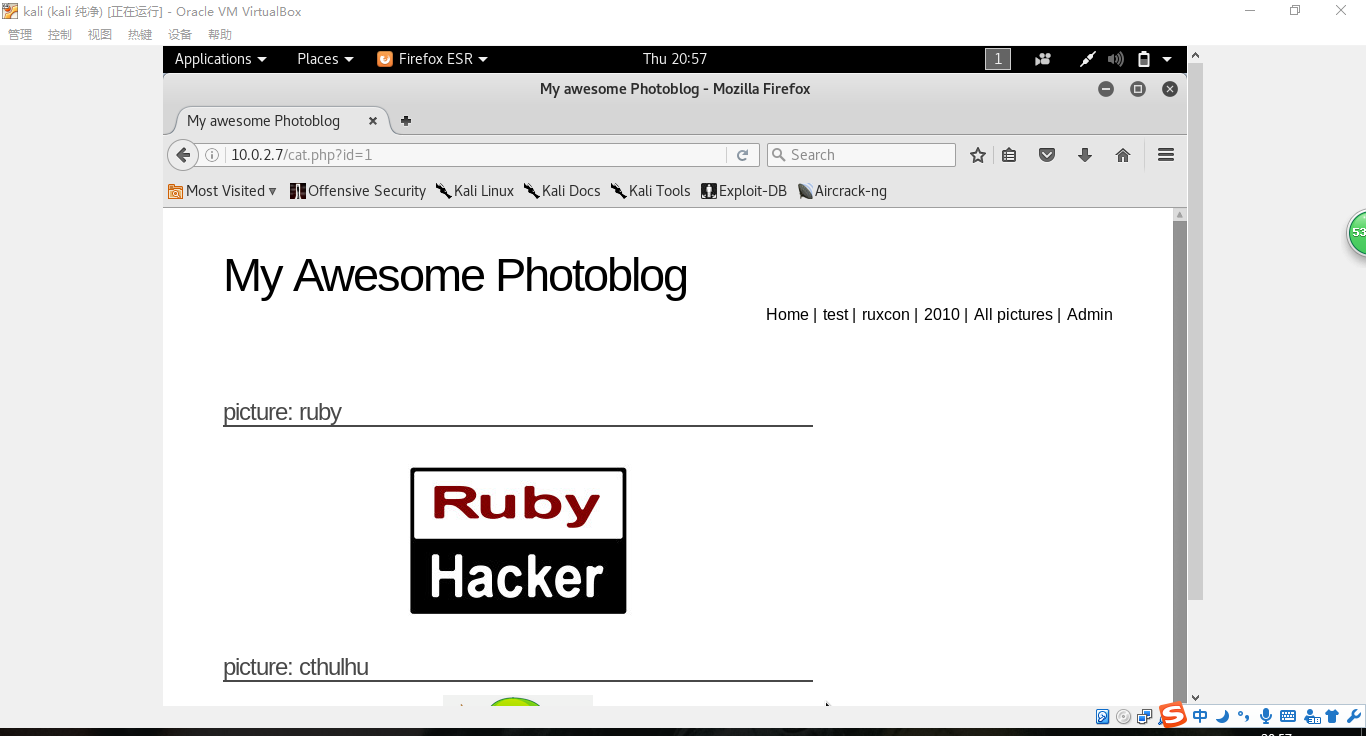 kali (kali 纯净) [正在运行] - Oracle VM VirtualBox
管理 控制 视图 热键 设备 帮助
Applications Places Firefox ESR Thu 20:57 1
My awesome Photoblog - Mozilla Firefox
My awesome Photoblog
10.0.2.7/cat.php?id=1 Search
Most Visited Offensive Security Kali Linux Kali Docs Kali Tools Exploit-DB Aircrack-ng
53
My Awesome Photoblog
Home | test | ruxcon | 2010 | All pictures | Admin
picture: ruby
Ruby
Hacker
picture: cthulhu
中